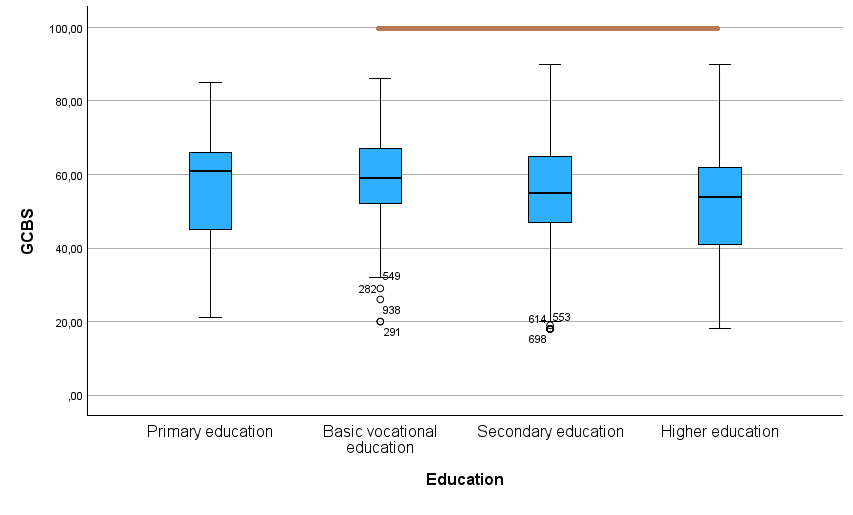 100,00
80,00
60,00
40,00
20,00
,00
GCBS
549
282
938
291
614 553
698
Primary education
Basic vocational
education
Secondary education
Higher education
Education